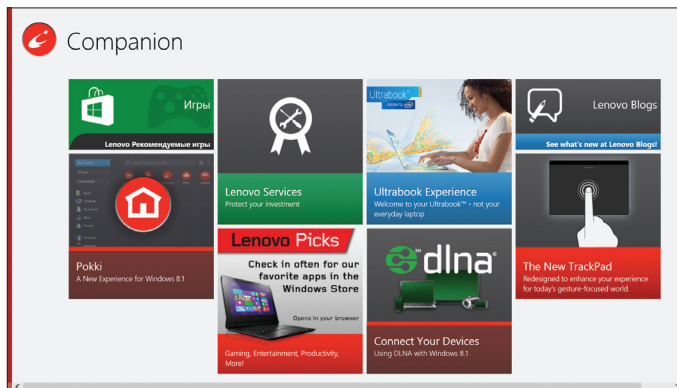 Companion
Игры
Lenovo Рекомендуемые игры
Pokki
A New Experience for Windows 8.1
Lenovo Services
Protect your investment
Lenovo Picks
Check in often for our
favorite apps in the
Windows Store
Opens in your browser
Gaming, Entertainment, Productivity,
More!
Ultrabook™
Ultrabook Experience
Welcome to your Ultrabook™ - not your
everyday laptop
dlna
Connect Your Devices
Using DLNA with Windows 8.1
Lenovo Blogs
See what's new at Lenovo Blogs!
The New TrackPad
Redesigned to enhance your experience
for today's gesture-focused world.